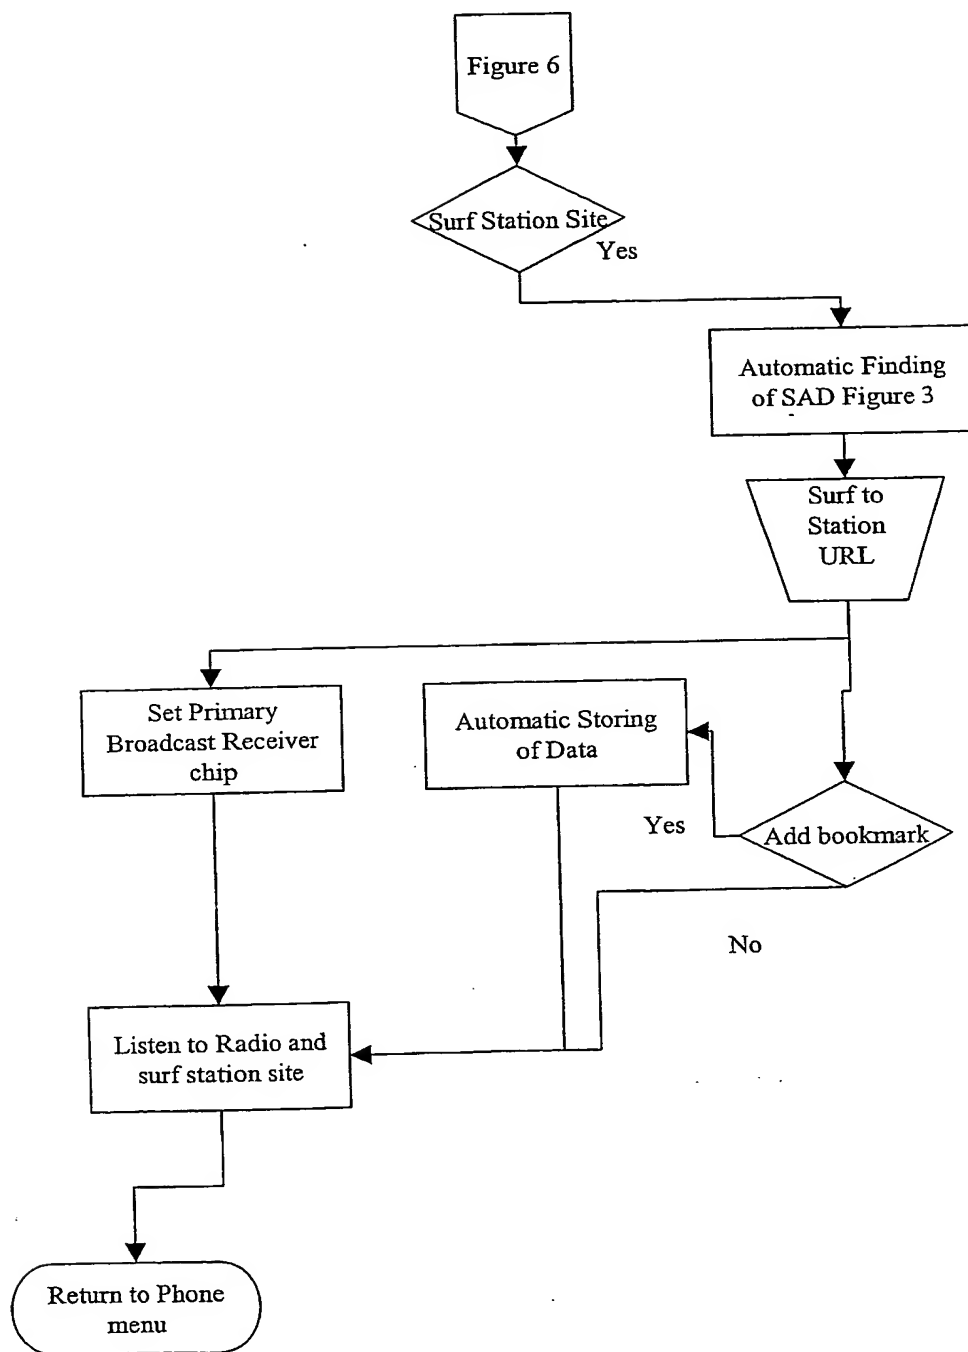 Figure 6
Surf Station Site
Yes
Automatic Finding
of SAD Figure 3
Surf to
Station
URL
Set Primary
Broadcast Receiver
chip
Automatic Storing
of Data
Yes
Add bookmark
No
Listen to Radio and
surf station site
Return to Phone
menu